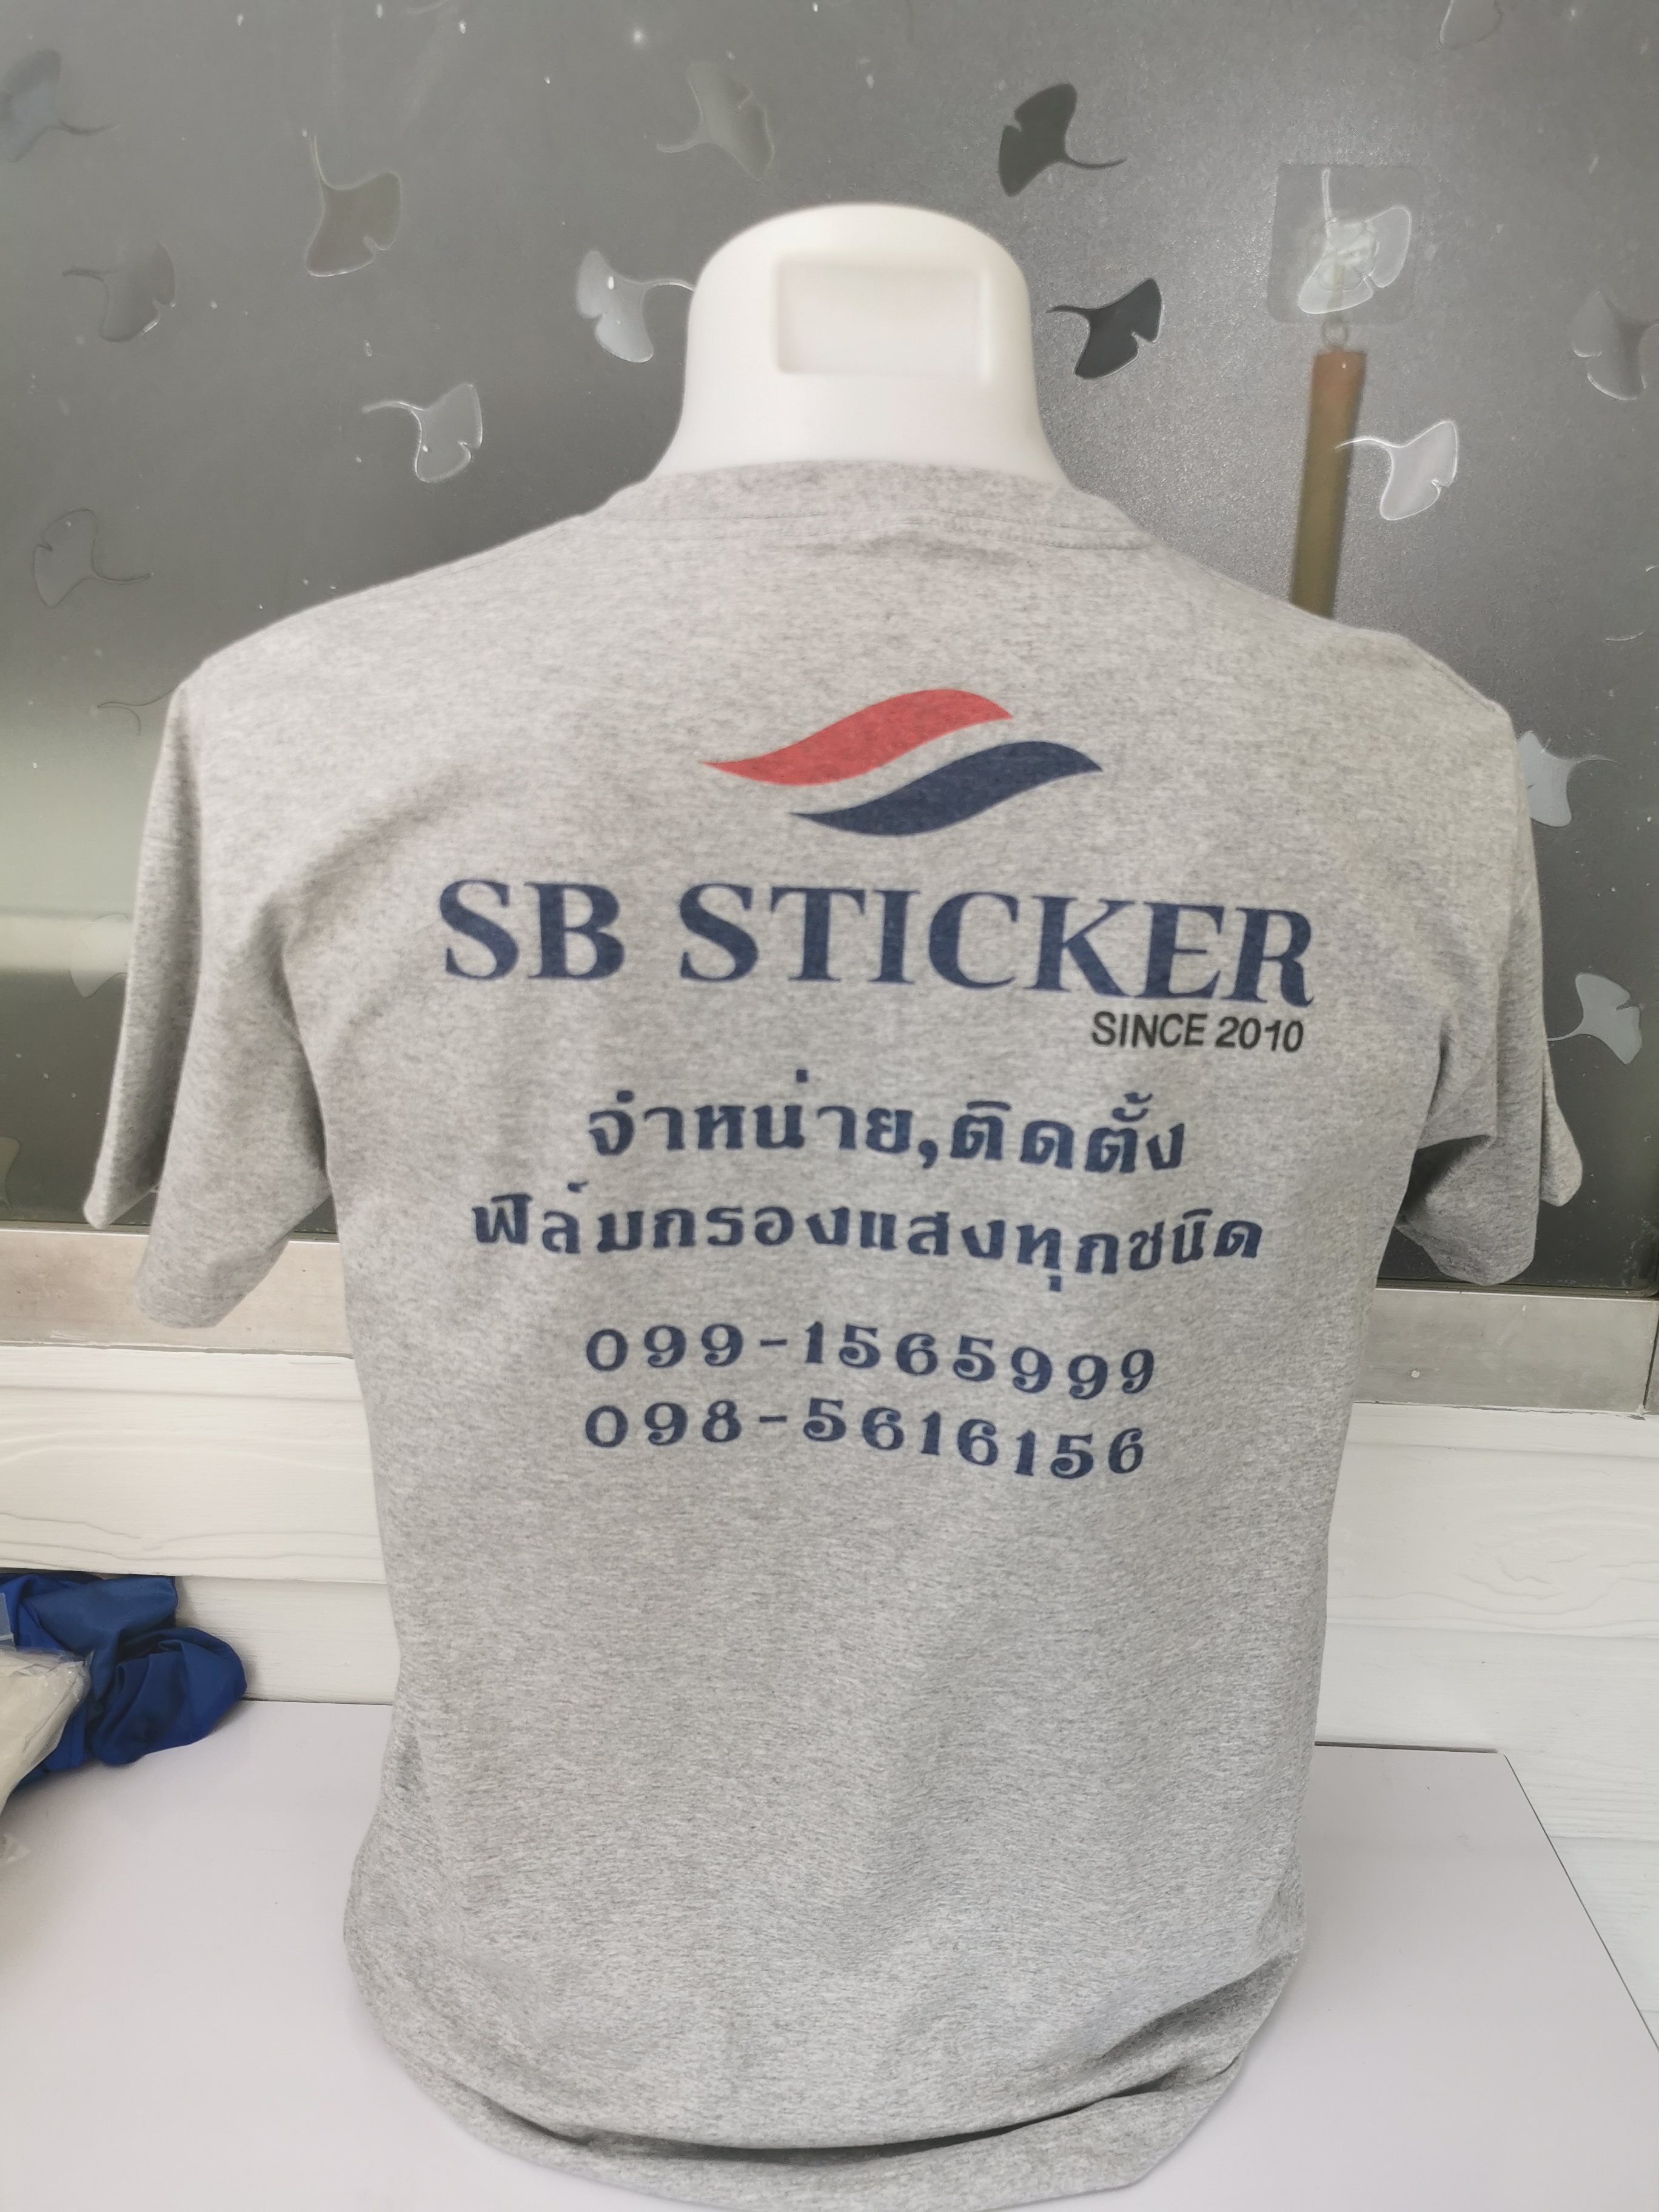 SB STICKER
SINCE 2010
จำหน่าย,ติดตั้ง
ฟิล์มกรองแสงทุกชนิด
099-1565999
098-5616156